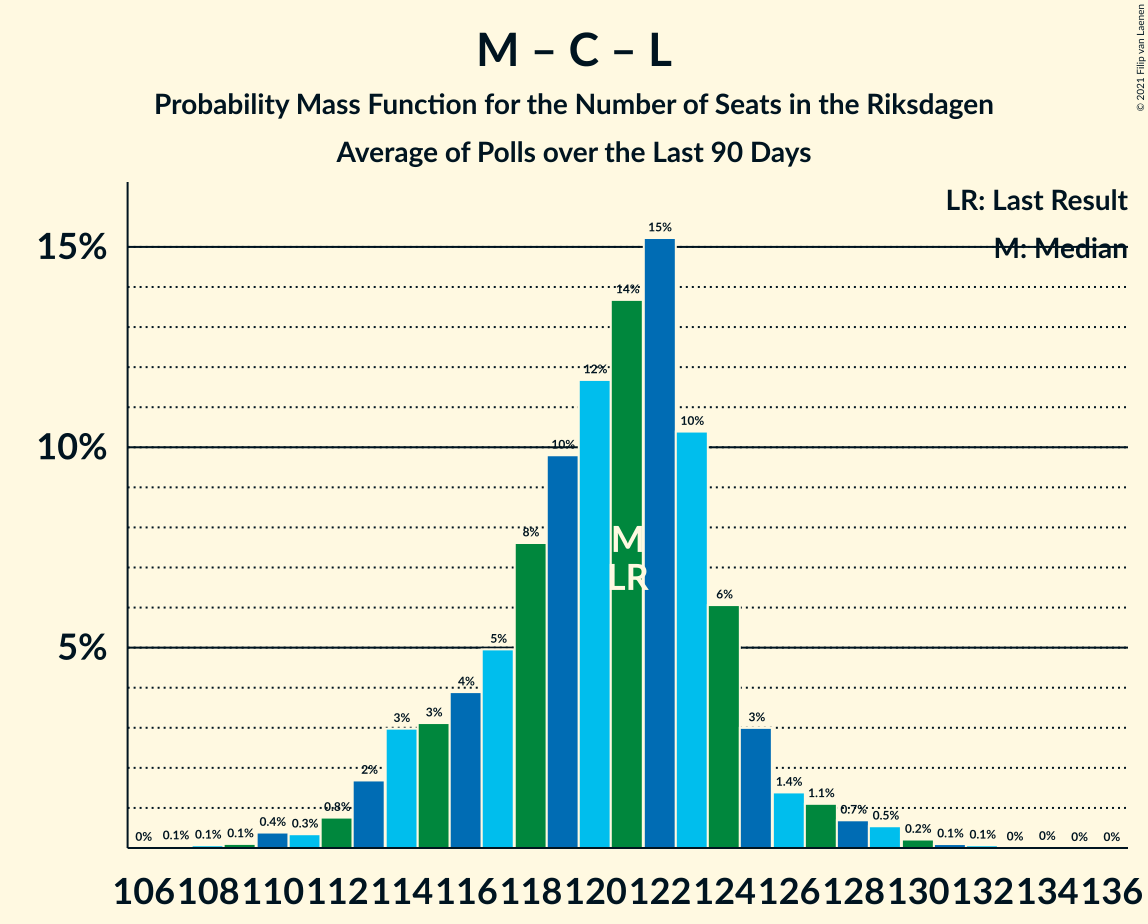 M – C – L
Probability Mass Function for the Number of Seats in the Riksdagen
Average of Polls over the Last 90 Days
© 2021 Filip van Laenen
LR: Last Result
M: Median
15%
10%
5%
0% 0.1% 0.1% 0.1% 0.4% 0.3% 0.8% 2% 3% 3% 4% 5% 8% 10% 12% 14% 15% 10% 6% 3% 1.4% 1.1% 0.7% 0.5% 0.2% 0.1% 0.1% 0% 0% 0% 0%
M
LR
106 108 110 112 114 116 118 120 122 124 126 128 130 132 134 136